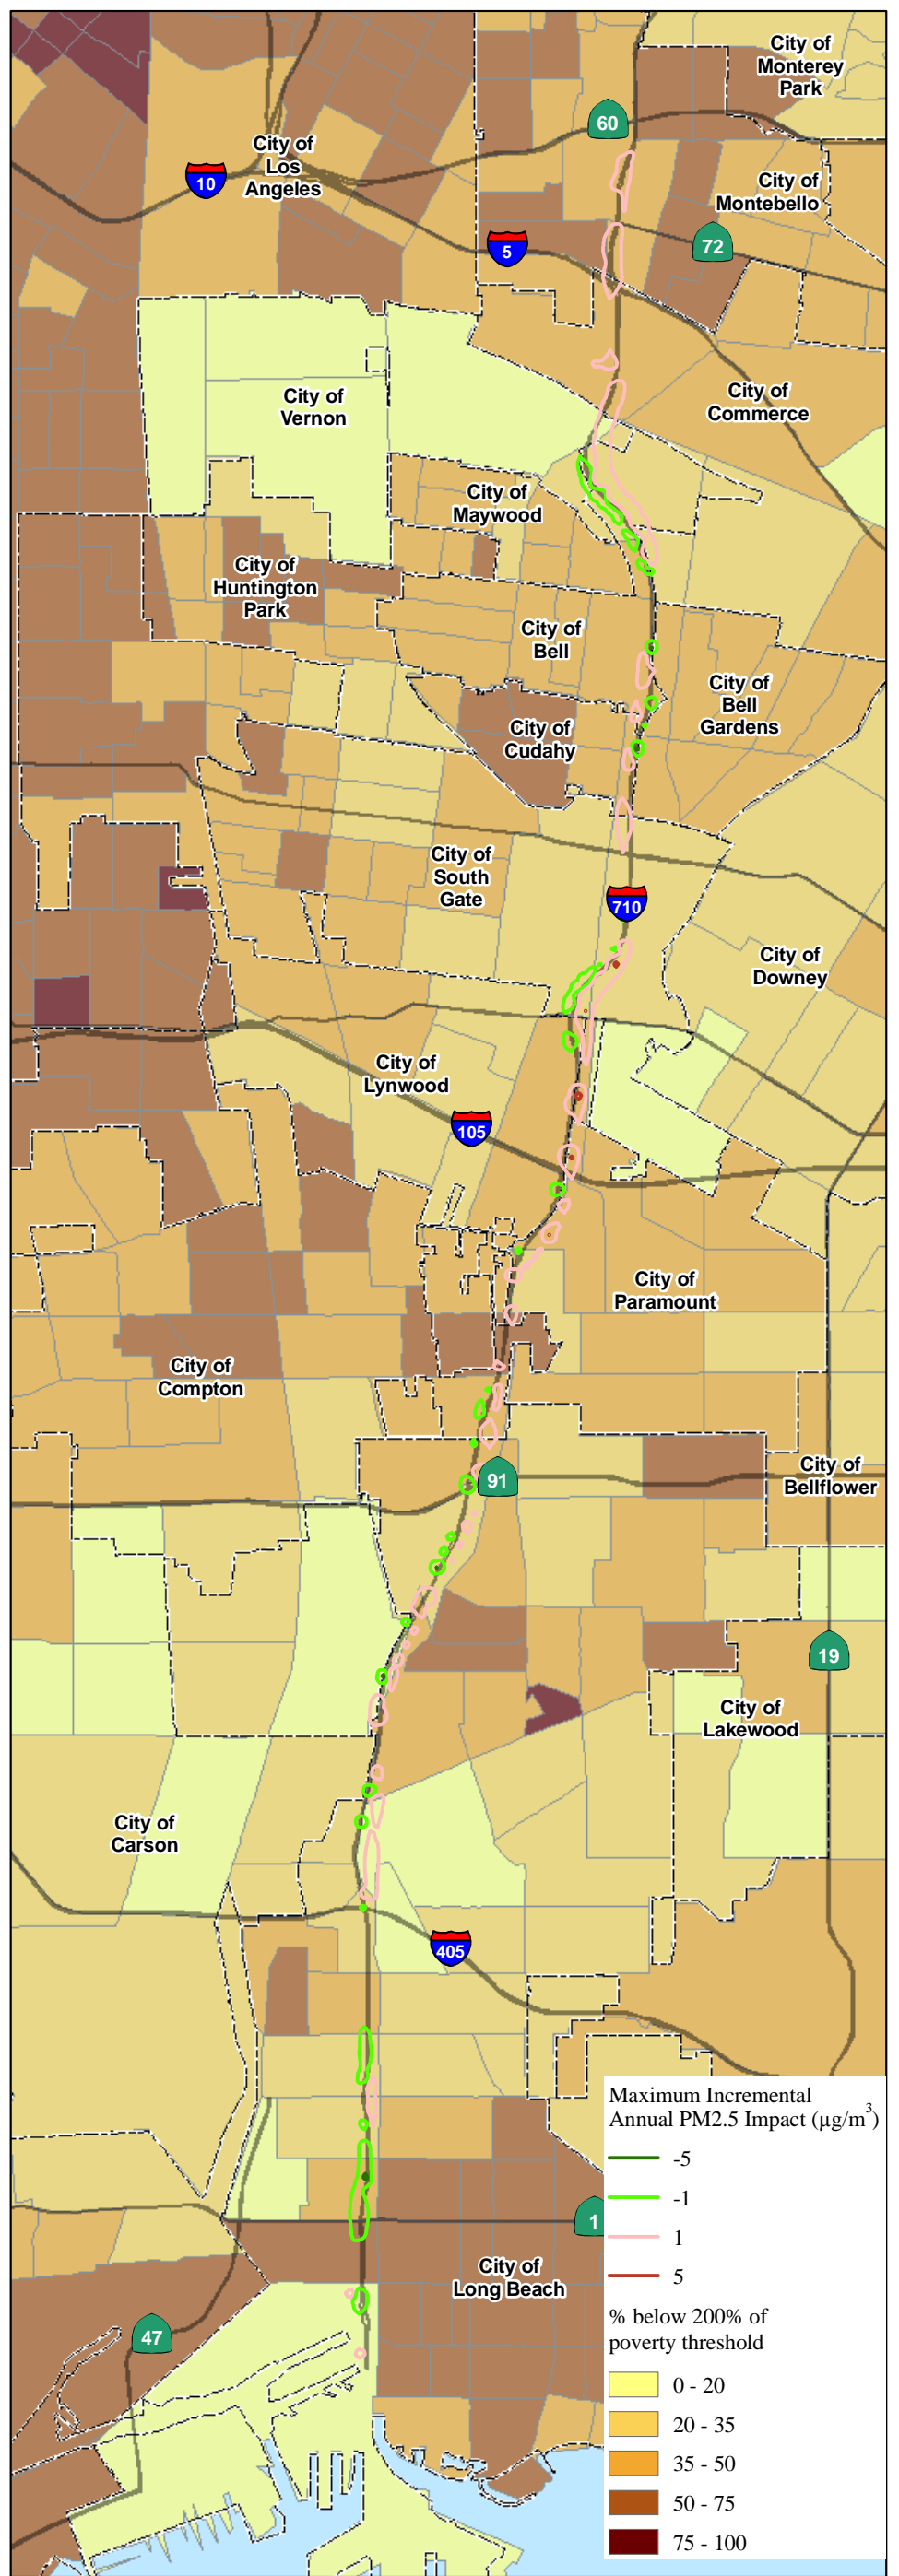 City of
Monterey
Park
60
City of
Los
Angeles
10
City of
Montebello
5
72
City of
Vernon
City of
Commerce
City of
Maywood
City of
Huntington
Park
City of
Bell
City of
Bell
Gardens
City of
Cudahy
City of
South
Gate
710
City of
Downey
City of
Lynwood
105
City of
Paramount
City of
Compton
91
City of
Bellflower
19
City of
Lakewood
City of
Carson
405
Maximum Incremental
Annual PM2.5 Impact (µg/m³)
-5
-1
1
5
1
City of
Long Beach
47
% below 200% of
poverty threshold
0 - 20
20 - 35
35 - 50
50 - 75
75 - 100